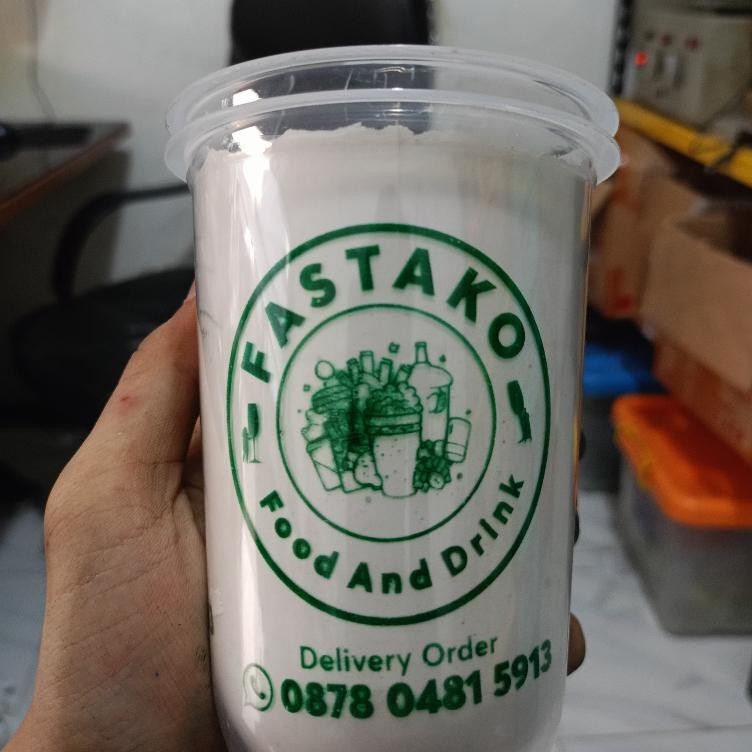 FASTAKO
Food And Drink
Delivery Order
0878 0481 5913